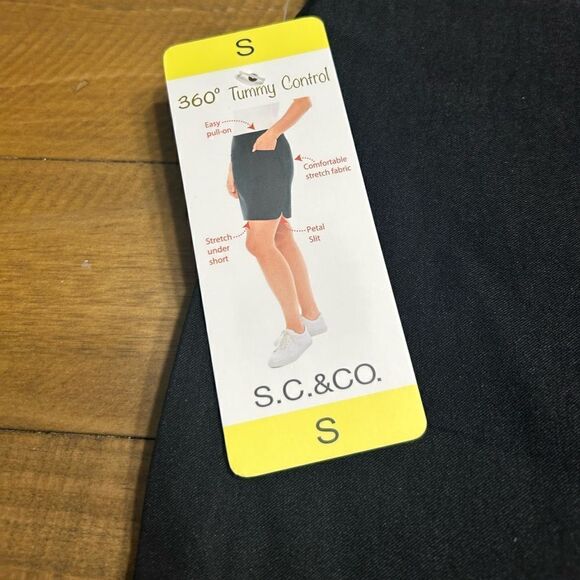 S
360° Tummy Control
Easy
pull-on
Comfortable
stretch fabric
Stretch
under
short
Petal
Slit
S.C.&CO.
S